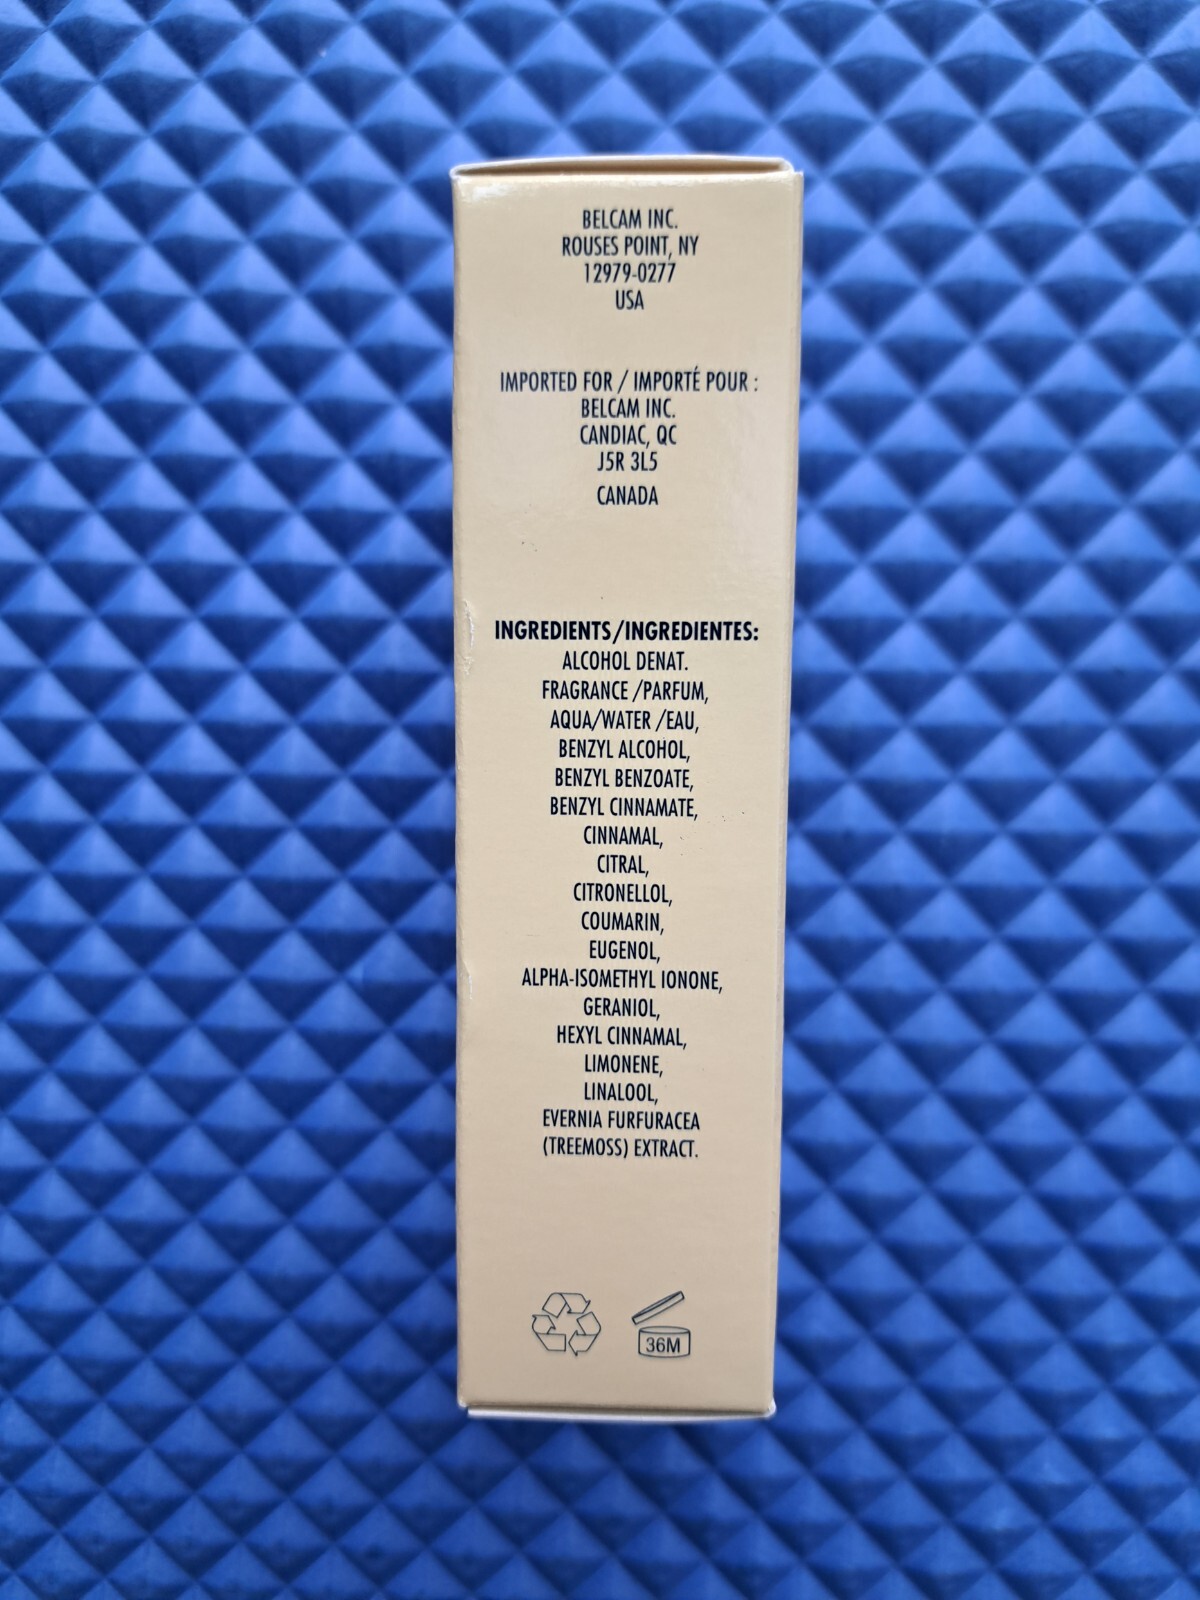 BELCAM INC.
ROUSES POINT, NY
12979-0277
USA
IMPORTED FOR / IMPORTÉ POUR :
BELCAM INC.
CANDIAC, QC
J5R 3L5
CANADA
INGREDIENTS/INGREDIENTES:
ALCOHOL DENAT.
FRAGRANCE /PARFUM,
AQUA/WATER /EAU,
BENZYL ALCOHOL,
BENZYL BENZOATE,
BENZYL CINNAMATE,
CINNAMAL,
CITRAL,
CITRONELLOL,
COUMARIN,
EUGENOL,
ALPHA-ISOMETHYL IONONE,
GERANIOL,
HEXYL CINNAMAL,
LIMONENE,
LINALOOL,
EVERNIA FURFURACEA
(TREEMOSS) EXTRACT.
36M